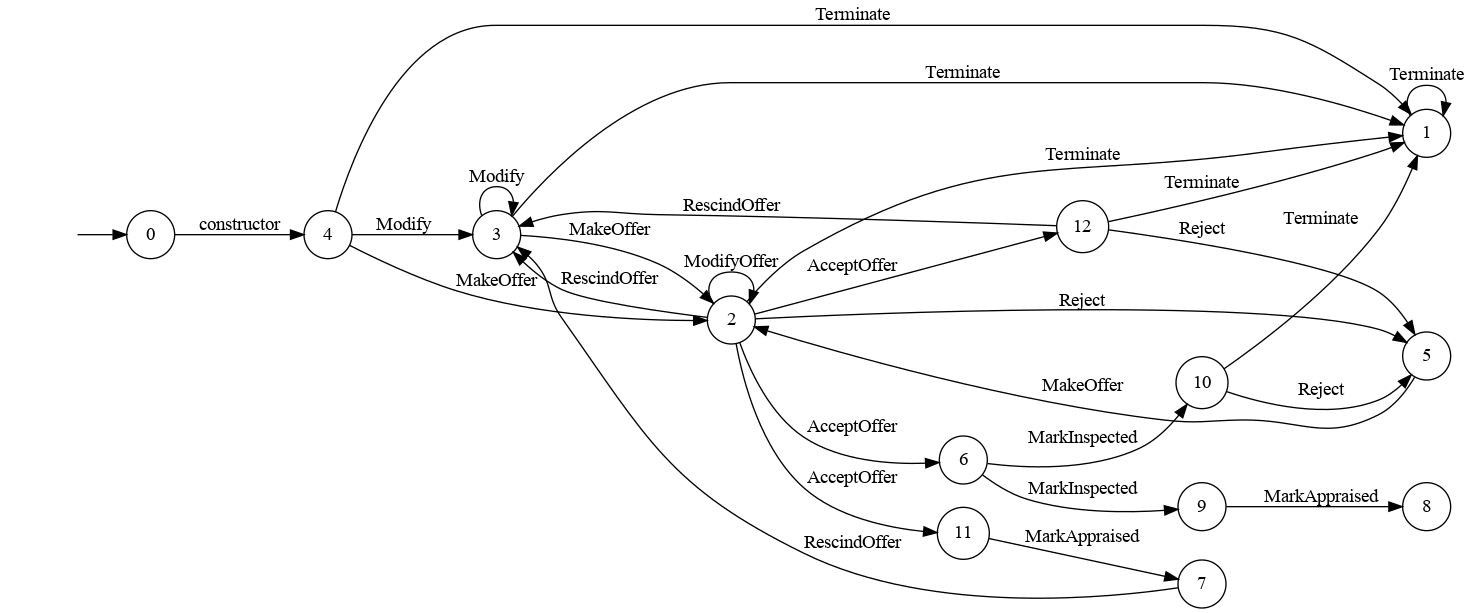 Terminate
Terminate
Terminate
1
Terminate
Modify
Terminate
RescindOffer
12
Reject
constructor
Modify
MakeOffer
0
4
3
ModifyOffer
AcceptOffer
MakeOffer
RescindOffer
Terminate
2
Reject
5
MakeOffer
10
Reject
AcceptOffer
MarkInspected
6
AcceptOffer
MarkInspected
MarkAppraised
9
8
11
MarkAppraised
RescindOffer
7